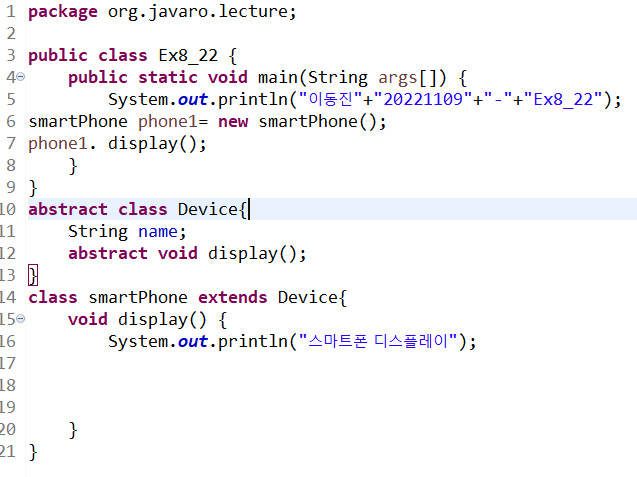 1 package org.javaro.lecture;
2
3 public class Ex8_22 {
4 public static void main(String args[]) {
5 System.out.println("이동진"+"20221109"+"-"+"Ex8_22");
6 smartPhone phone1= new smartPhone();
7 phone1. display();
8 }
9 }
10 abstract class Device{
11 String name;
12 abstract void display();
13 }
14 class smartPhone extends Device{
15 void display() {
16 System.out.println("스마트폰 디스플레이");
17
18
19
20 }
21 }